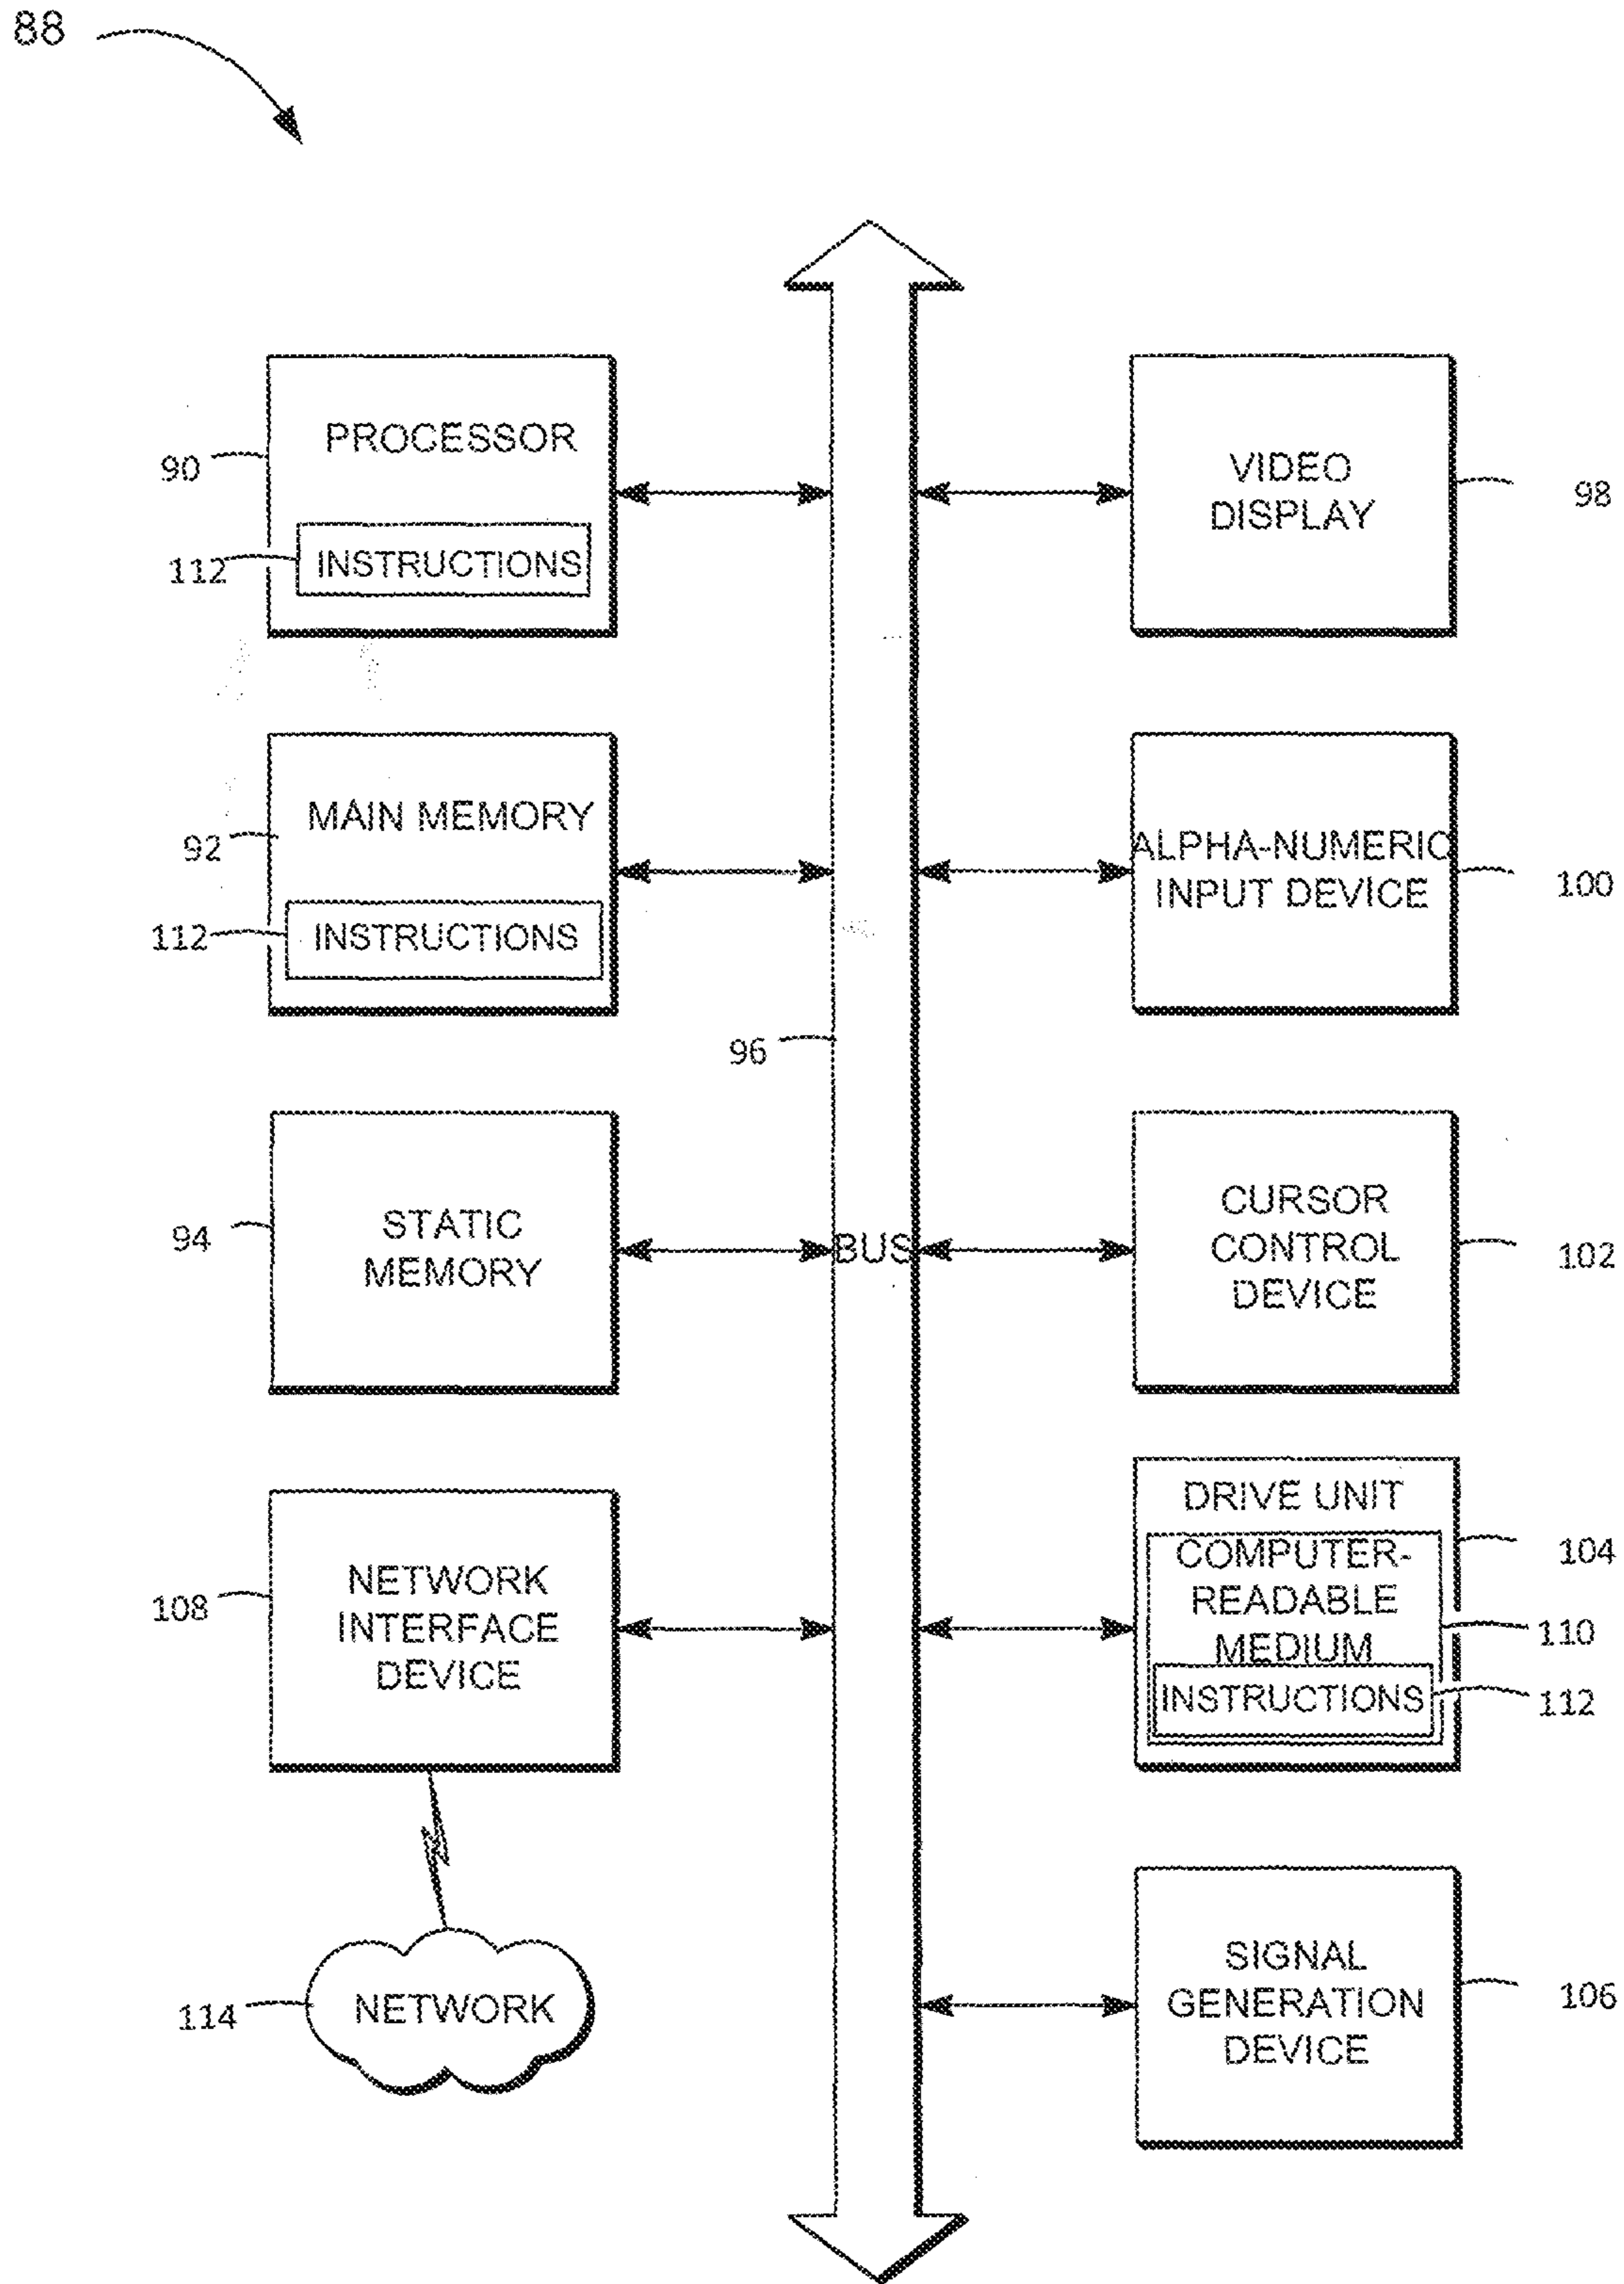 88
PROCESSOR
90
112
INSTRUCTIONS
VIDEO
DISPLAY
98
MAIN MEMORY
92
112
INSTRUCTIONS
ALPHA-NUMERIC
INPUT DEVICE
100
96
STATIC
MEMORY
94
BUS
CURSOR
CONTROL
DEVICE
102
NETWORK
INTERFACE
DEVICE
108
DRIVE UNIT
104
COMPUTER-
READABLE
MEDIUM
110
INSTRUCTIONS
112
114
NETWORK
SIGNAL
GENERATION
DEVICE
106